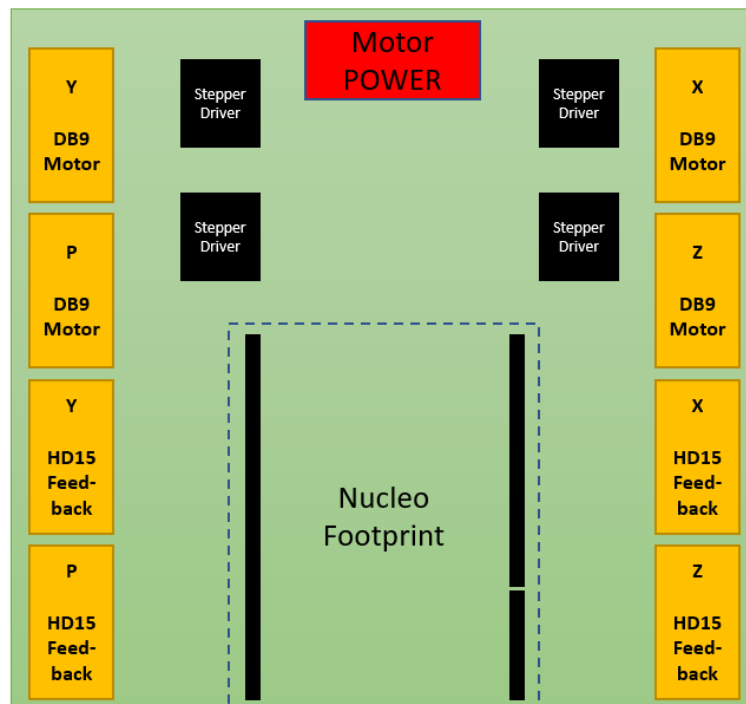 Motor
POWER
Y
DB9
Motor
Stepper
Driver
Stepper
Driver
X
DB9
Motor
P
DB9
Motor
Stepper
Driver
Stepper
Driver
Z
DB9
Motor
Y
HD15
Feed-
back
Nucleo
Footprint
X
HD15
Feed-
back
P
HD15
Feed-
back
Z
HD15
Feed-
back